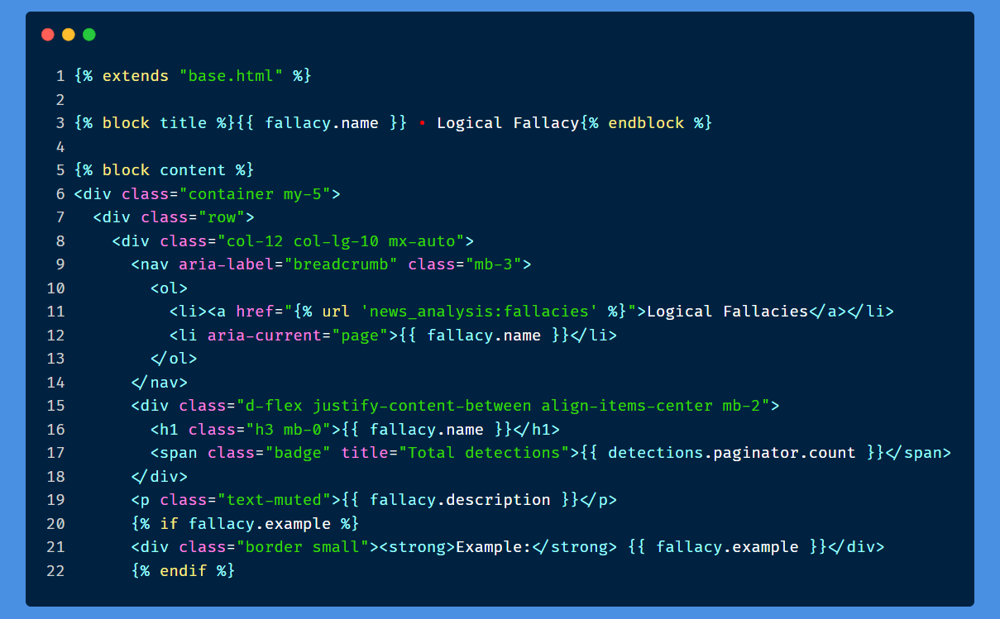 1 {% extends "base.html" %}
2
3 {% block title %}{{ fallacy.name }} • Logical Fallacy{% endblock %}
4
5 {% block content %}
6 <div class="container my-5">
7   <div class="row">
8     <div class="col-12 col-lg-10 mx-auto">
9       <nav aria-label="breadcrumb" class="mb-3">
10         <ol>
11           <li><a href="{% url 'news_analysis:fallacies' %}">Logical Fallacies</a></li>
12           <li aria-current="page">{{ fallacy.name }}</li>
13         </ol>
14       </nav>
15       <div class="d-flex justify-content-between align-items-center mb-2">
16         <h1 class="h3 mb-0">{{ fallacy.name }}</h1>
17         <span class="badge" title="Total detections">{{ detections.paginator.count }}</span>
18       </div>
19       <p class="text-muted">{{ fallacy.description }}</p>
20       {% if fallacy.example %}
21       <div class="border small"><strong>Example:</strong> {{ fallacy.example }}</div>
22       {% endif %}